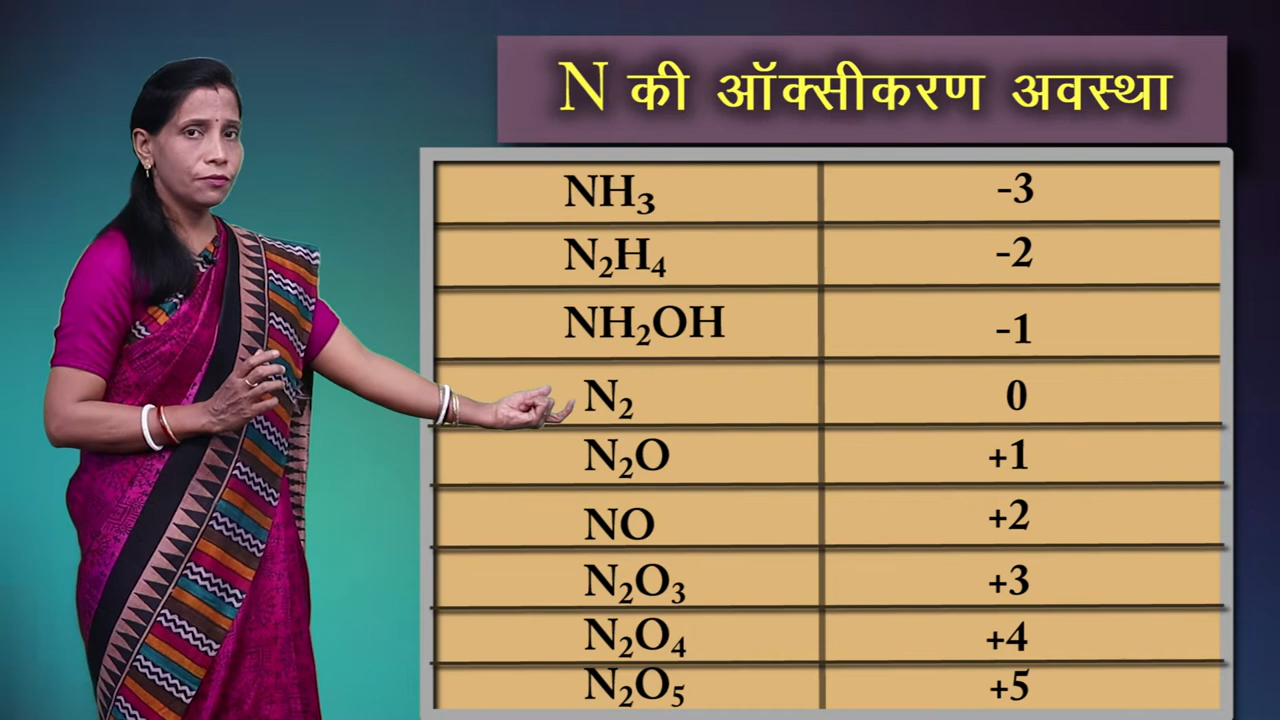 N की ऑक्सीकरण अवस्था
NH₃ -3
N₂H₄ -2
NH₂OH -1
N₂ 0
N₂O +1
NO +2
N₂O₃ +3
N₂O₄ +4
N₂O₅ +5